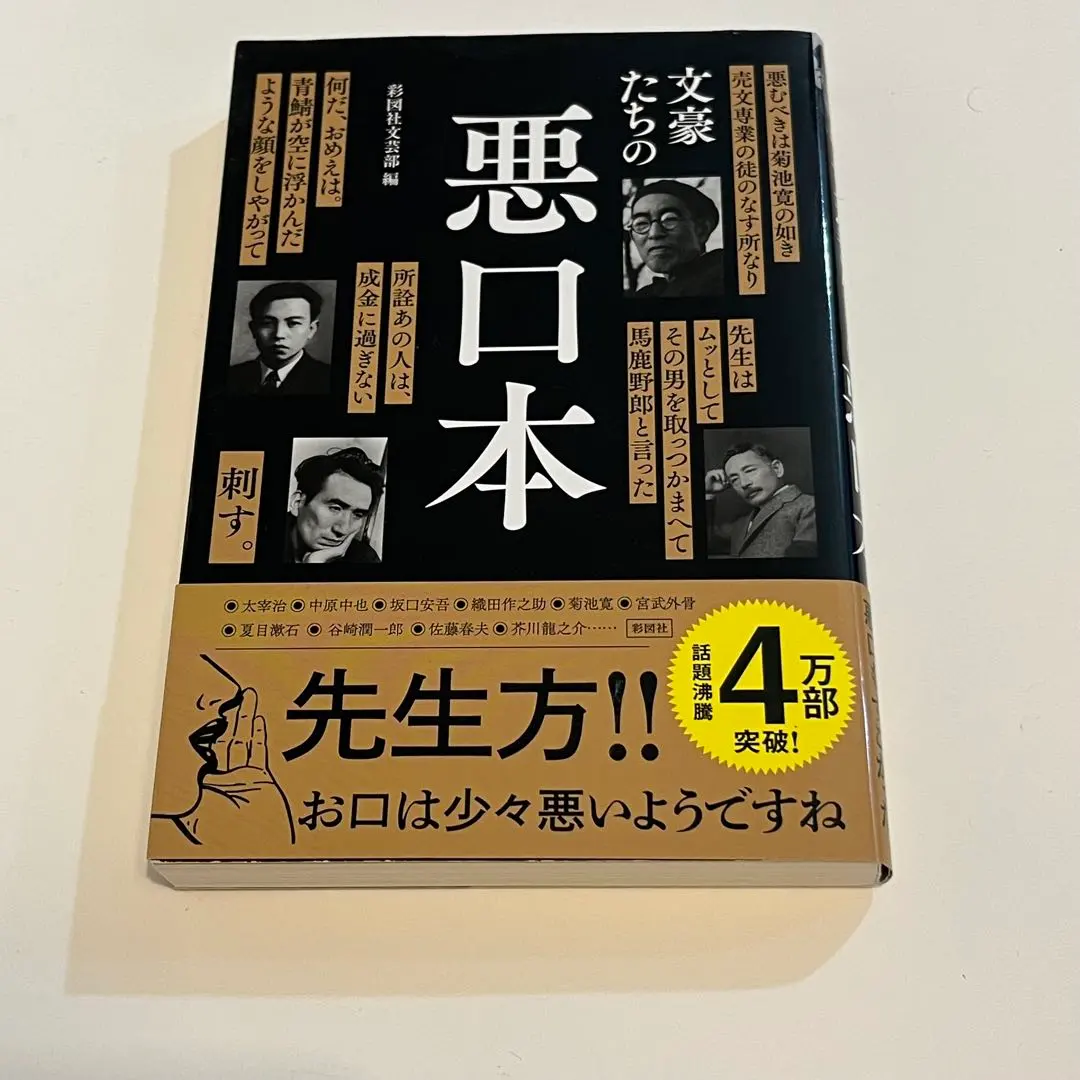 文豪
たちの
悪口本
彩図社文芸部 編
悪むべきは菊池寛の如き
売文専業の徒のなす所なり
先生は
ムッとして
その男を取っつかまへて
馬鹿野郎と言った
何だ、おめえは。
青鯖が空に浮かんだ
ような顔をしやがって
所詮あの人は、
成金に過ぎない
刺す。
◉太宰治 ◉中原中也 ◉坂口安吾 ◉織田作之助 ◉菊池寛 ◉宮武外骨
◉夏目漱石 ◉谷崎潤一郎 ◉佐藤春夫 ◉芥川龍之介…… 彩図社
先生方!!
お口は少々悪いようですね
話題沸騰
4万部
突破!